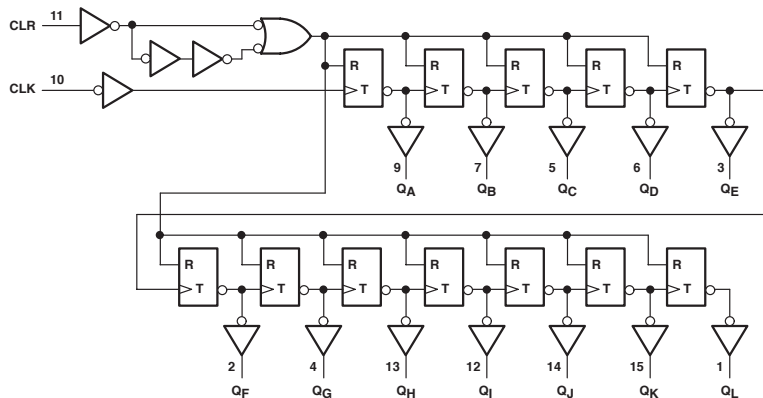 CLR 11
R R R R R
CLK 10
T T T T T
9 7 5 6 3
QA QB QC QD QE
R R R R R R R
T T T T T T T
2 4 13 12 14 15 1
QF QG QH QI QJ QK QL